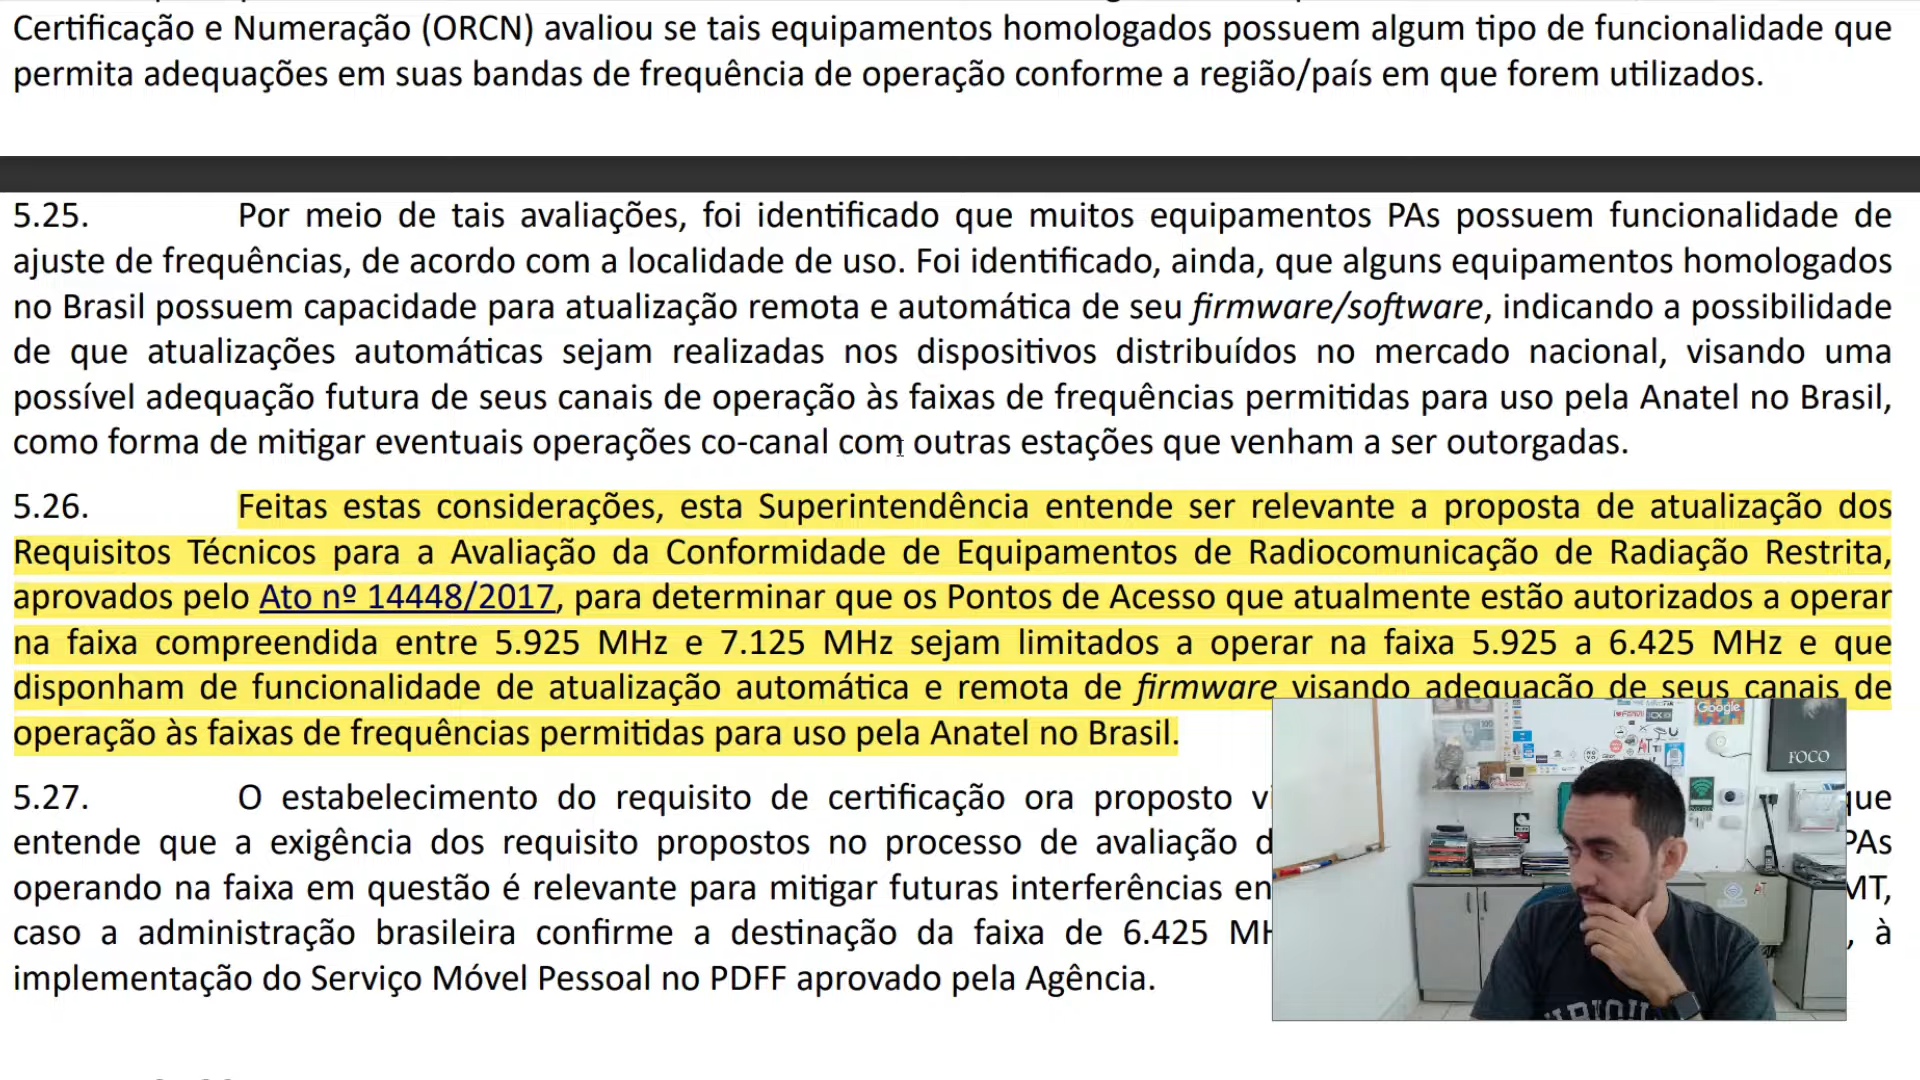 Certificação e Numeração (ORCN) avaliou se tais equipamentos homologados possuem algum tipo de funcionalidade que
permita adequações em suas bandas de frequência de operação conforme a região/país em que forem utilizados.
5.25. Por meio de tais avaliações, foi identificado que muitos equipamentos PAs possuem funcionalidade de
ajuste de frequências, de acordo com a localidade de uso. Foi identificado, ainda, que alguns equipamentos homologados
no Brasil possuem capacidade para atualização remota e automática de seu firmware/software, indicando a possibilidade
de que atualizações automáticas sejam realizadas nos dispositivos distribuídos no mercado nacional, visando uma
possível adequação futura de seus canais de operação às faixas de frequências permitidas para uso pela Anatel no Brasil,
como forma de mitigar eventuais operações co-canal com outras estações que venham a ser outorgadas.
5.26. Feitas estas considerações, esta Superintendência entende ser relevante a proposta de atualização dos
Requisitos Técnicos para a Avaliação da Conformidade de Equipamentos de Radiocomunicação de Radiação Restrita,
aprovados pelo Ato nº 14448/2017, para determinar que os Pontos de Acesso que atualmente estão autorizados a operar
na faixa compreendida entre 5.925 MHz e 7.125 MHz sejam limitados a operar na faixa 5.925 a 6.425 MHz e que
disponham de funcionalidade de atualização automática e remota de firmware visando adequação de seus canais de
operação às faixas de frequências permitidas para uso pela Anatel no Brasil.
Google
FOCO
5.27. O estabelecimento do requisito de certificação ora proposto que
entende que a exigência dos requisito propostos no processo de avaliação PAs
operando na faixa em questão é relevante para mitigar futuras interferências
caso a administração brasileira confirme a destinação da faixa de 6.425 , à
implementação do Serviço Móvel Pessoal no PDFF aprovado pela Agência.